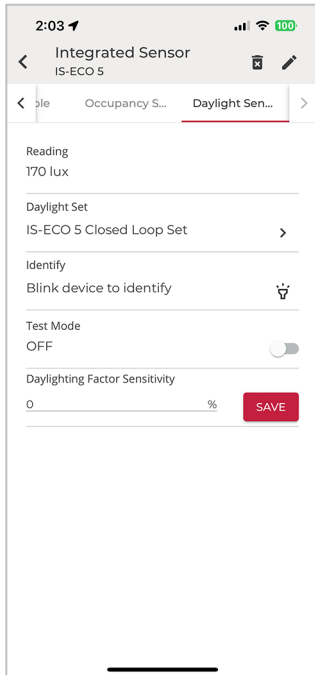 2:03
100
Integrated Sensor
IS-ECO 5
ole
Occupancy S...
Daylight Sen...
Reading
170 lux
Daylight Set
IS-ECO 5 Closed Loop Set
Identify
Blink device to identify
Test Mode
OFF
Daylighting Factor Sensitivity
0 %
SAVE